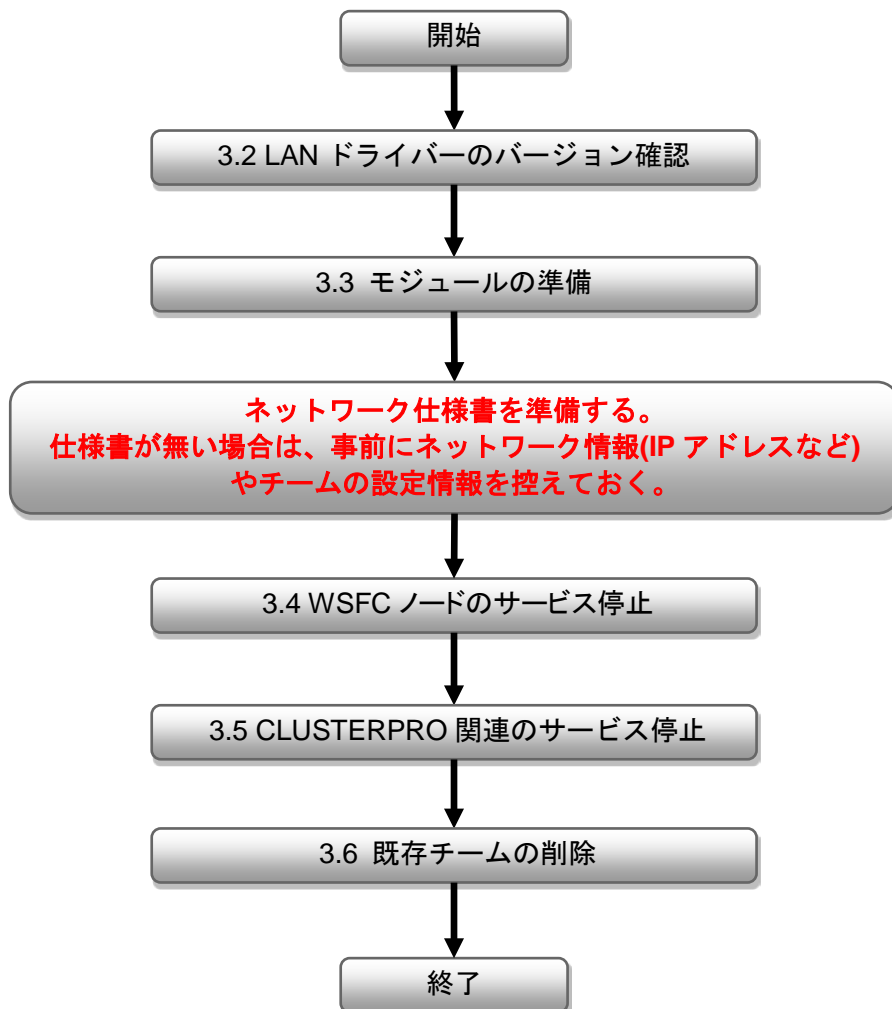 開始
3.2 LAN ドライバーのバージョン確認
3.3 モジュールの準備
ネットワーク仕様書を準備する。
仕様書が無い場合は、事前にネットワーク情報(IP アドレスなど)
やチームの設定情報を控えておく。
3.4 WSFC ノードのサービス停止
3.5 CLUSTERPRO 関連のサービス停止
3.6 既存チームの削除
終了